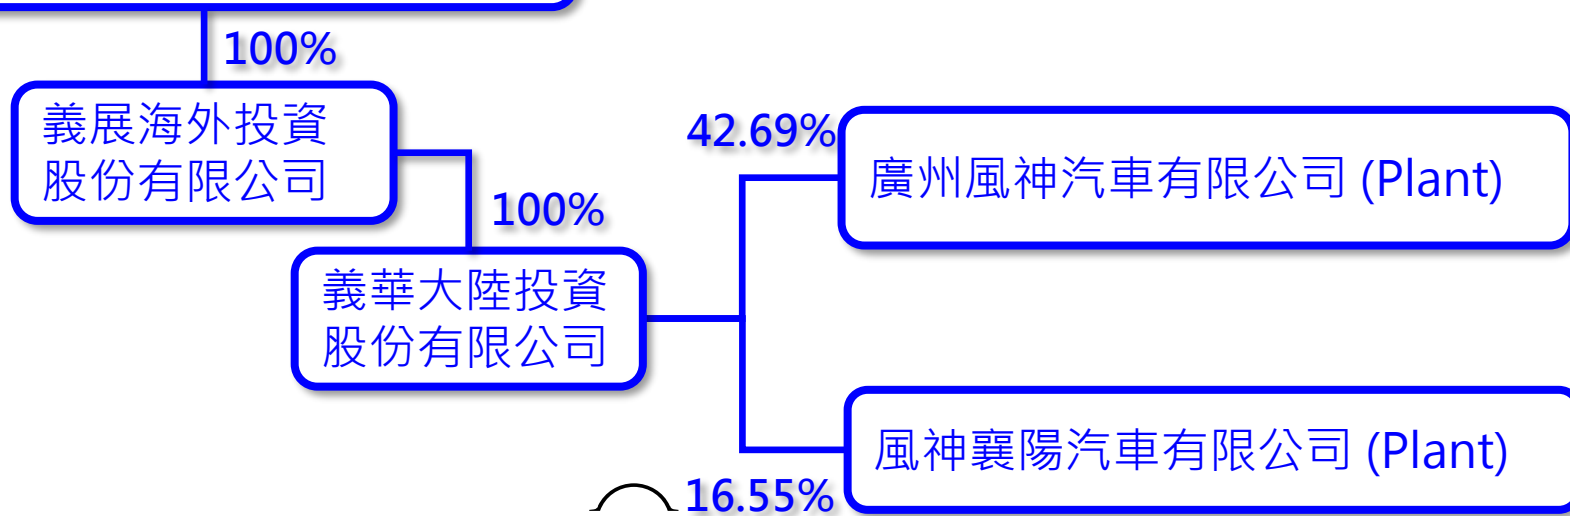 100%
義展海外投資
股份有限公司
42.69%
廣州風神汽車有限公司 (Plant)
100%
義華大陸投資
股份有限公司
風神襄陽汽車有限公司 (Plant)
16.55%